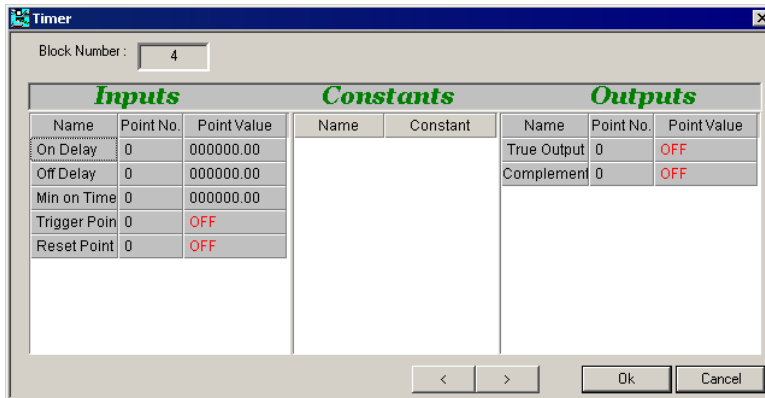 Timer
Block Number : 4
Inputs Constants Outputs
Name Point No. Point Value Name Constant Name Point No. Point Value
On Delay 0 000000.00 True Output 0 OFF
Off Delay 0 000000.00 Complement 0 OFF
Min on Time 0 000000.00
Trigger Poin 0 OFF
Reset Point 0 OFF
< > Ok Cancel